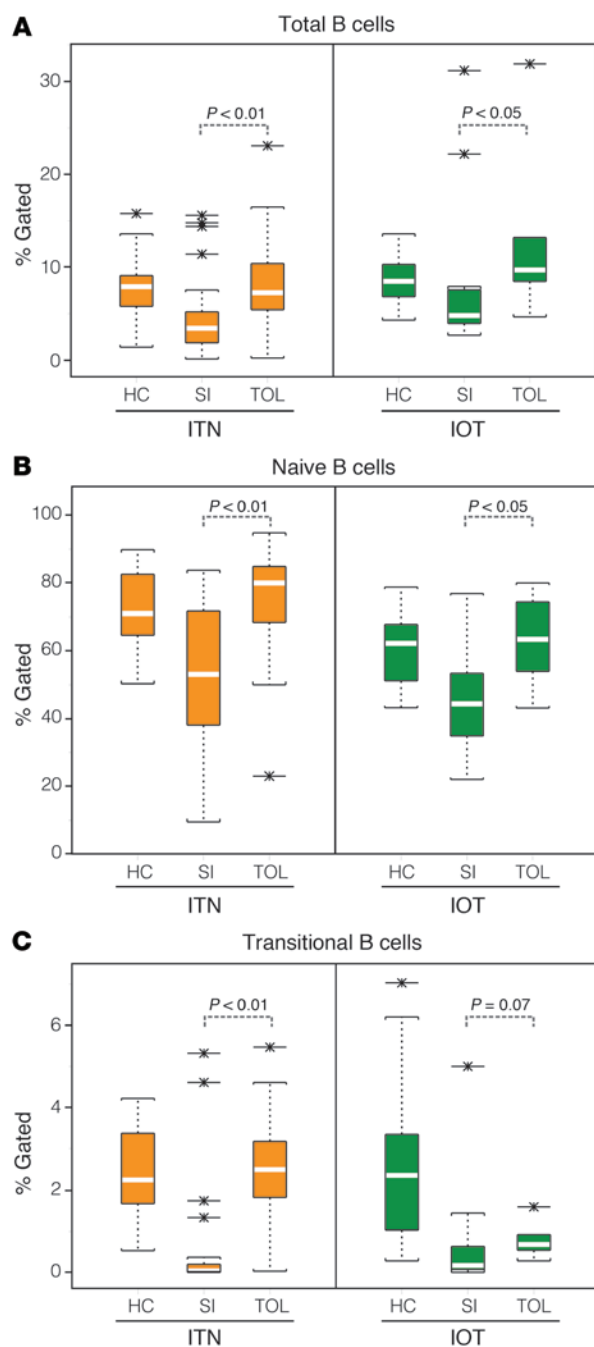 A
Total B cells
30
20
10
0
% Gated
P < 0.01
P < 0.05
HC SI TOL HC SI TOL
ITN IOT
B
Naive B cells
100
80
60
40
20
0
% Gated
P < 0.01
P < 0.05
HC SI TOL HC SI TOL
ITN IOT
C
Transitional B cells
6
4
2
0
% Gated
P < 0.01
P = 0.07
HC SI TOL HC SI TOL
ITN IOT